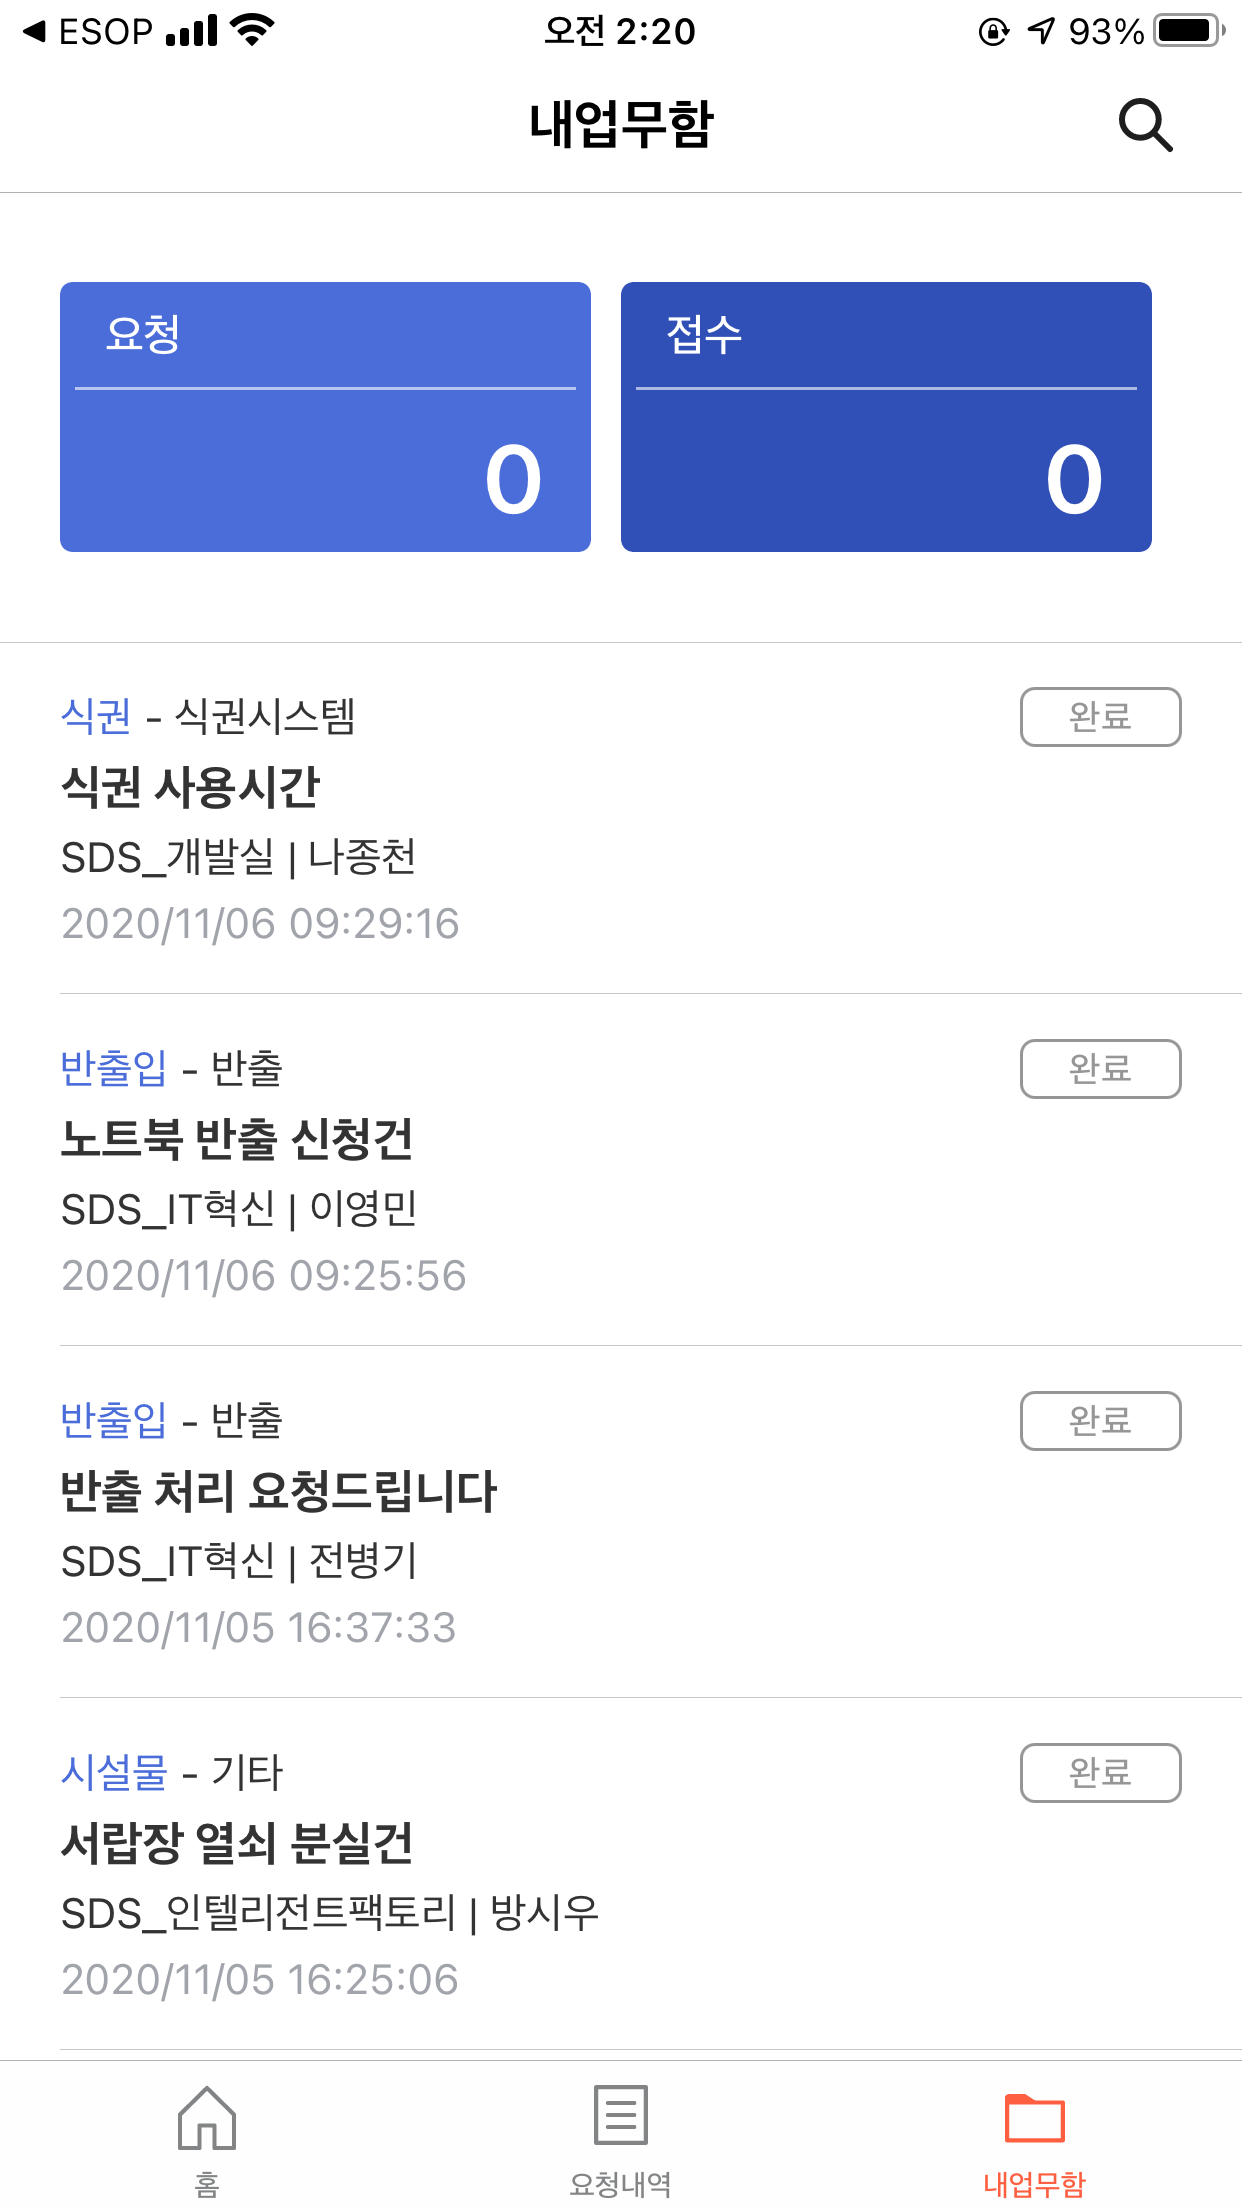 ESOP 오전 2:20 93%
내업무함
요청 접수
0 0
식권 - 식권시스템 완료
식권 사용시간
SDS_개발실 | 나종천
2020/11/06 09:29:16
반출입 - 반출 완료
노트북 반출 신청건
SDS_IT혁신 | 이영민
2020/11/06 09:25:56
반출입 - 반출 완료
반출 처리 요청드립니다
SDS_IT혁신 | 전병기
2020/11/05 16:37:33
시설물 - 기타 완료
서랍장 열쇠 분실건
SDS_인텔리전트팩토리 | 방시우
2020/11/05 16:25:06
홈 요청내역 내업무함